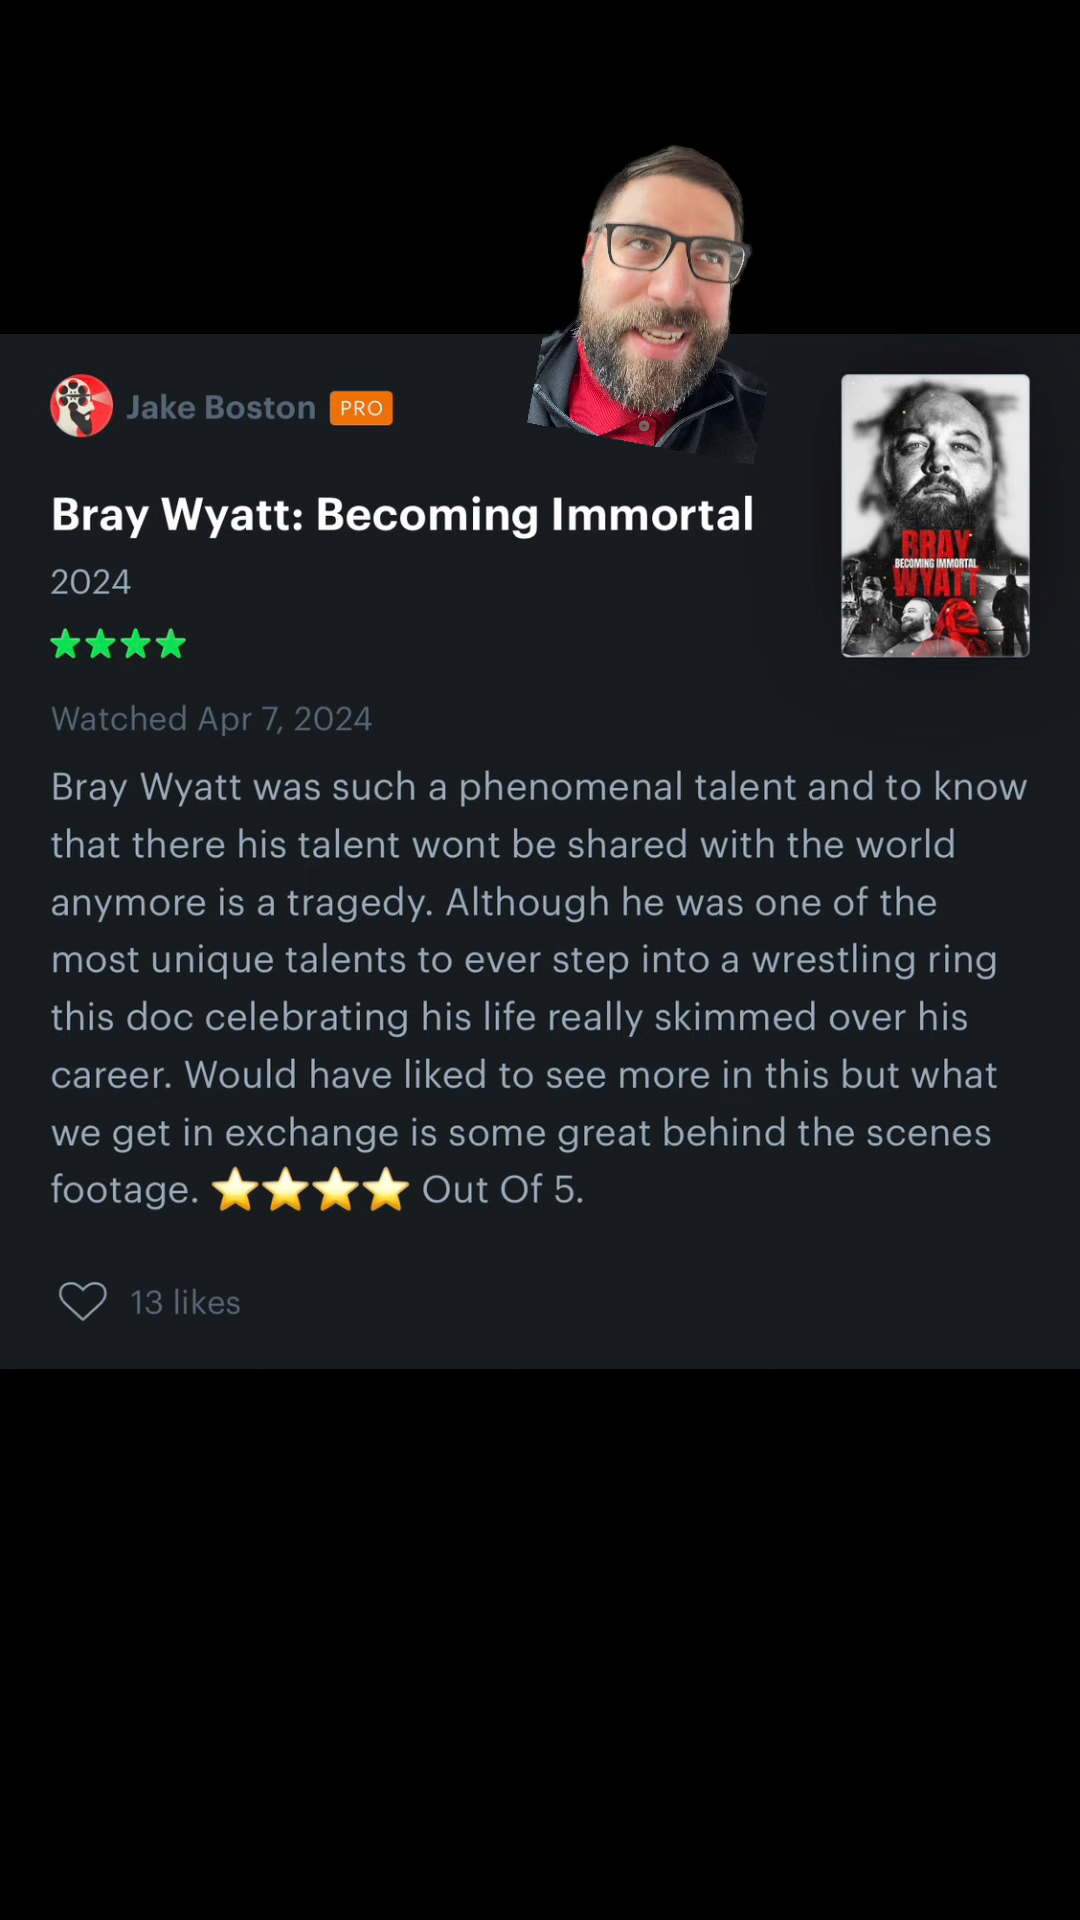 Jake Boston PRO
Bray Wyatt: Becoming Immortal
2024
Watched Apr 7, 2024
Bray Wyatt was such a phenomenal talent and to know
that there his talent wont be shared with the world
anymore is a tragedy. Although he was one of the
most unique talents to ever step into a wrestling ring
this doc celebrating his life really skimmed over his
career. Would have liked to see more in this but what
we get in exchange is some great behind the scenes
footage. ⭐⭐⭐⭐ Out Of 5.
13 likes
BRAY
BECOMING IMMORTAL
WYATT